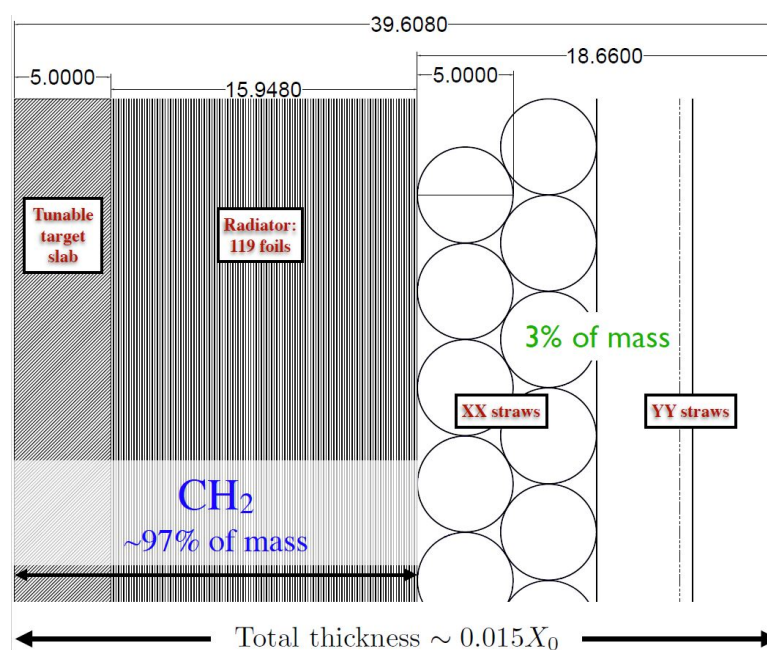 39.6080
18.6600
5.0000
5.0000
15.9480
Tunable
target
slab
Radiator:
119 foils
3% of mass
XX straws
YY straws
CH₂
~97% of mass
Total thickness ∼ 0.015X₀